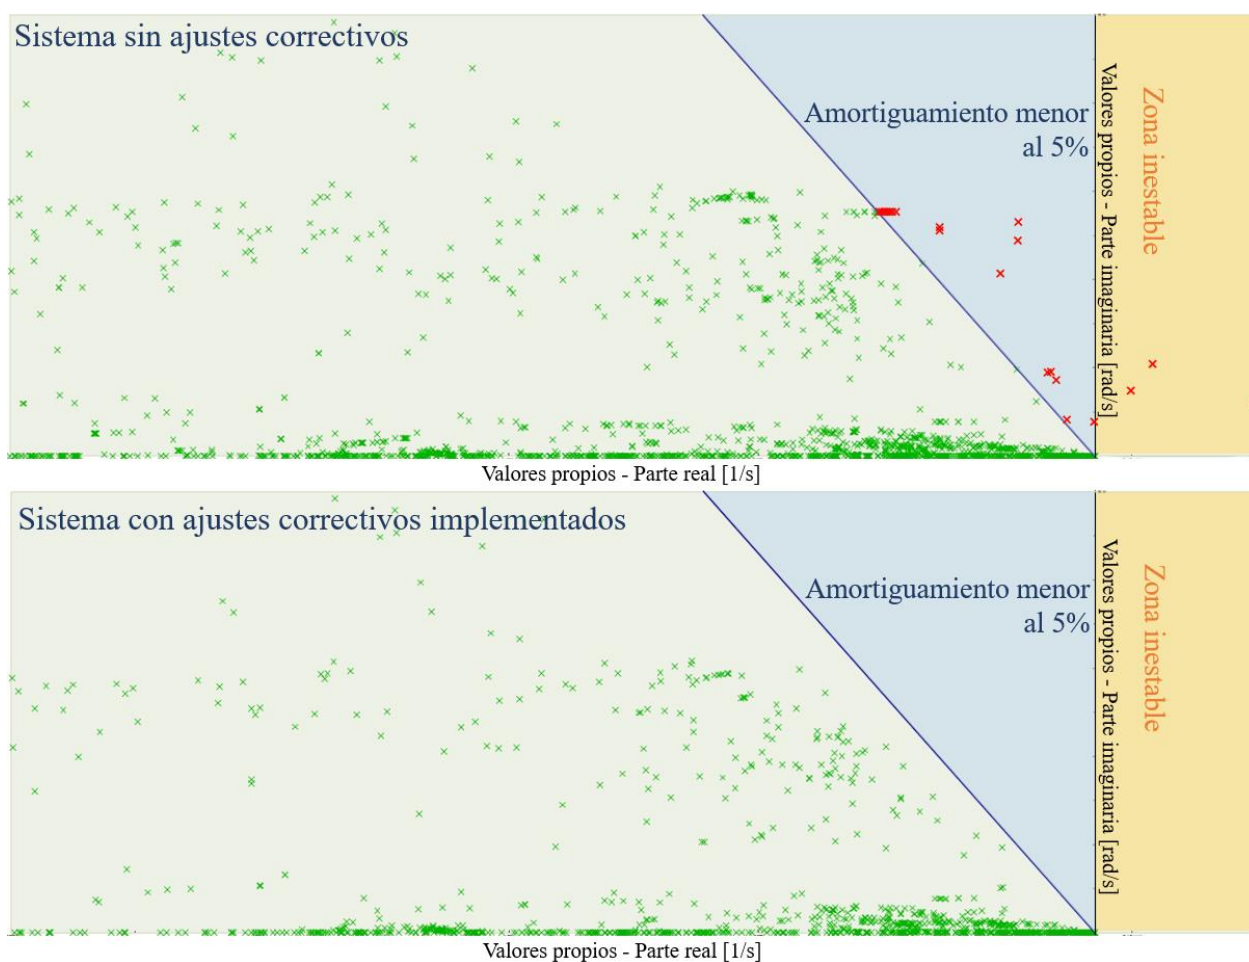 Sistema sin ajustes correctivos
Amortiguamiento menor
al 5%
Valores propios - Parte imaginaria [rad/s]
Zona inestable
Valores propios - Parte real [1/s]
Sistema con ajustes correctivos implementados
Amortiguamiento menor
al 5%
Valores propios - Parte imaginaria [rad/s]
Zona inestable
Valores propios - Parte real [1/s]